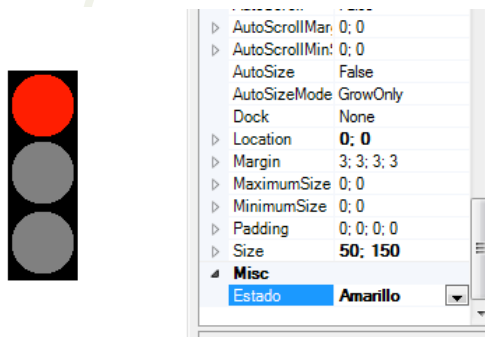 AutoScrollMar 0; 0
AutoScrollMin 0; 0
AutoSize False
AutoSizeMode GrowOnly
Dock None
Location 0; 0
Margin 3; 3; 3; 3
MaximumSize 0; 0
MinimumSize 0; 0
Padding 0; 0; 0; 0
Size 50; 150
Misc
Estado Amarillo